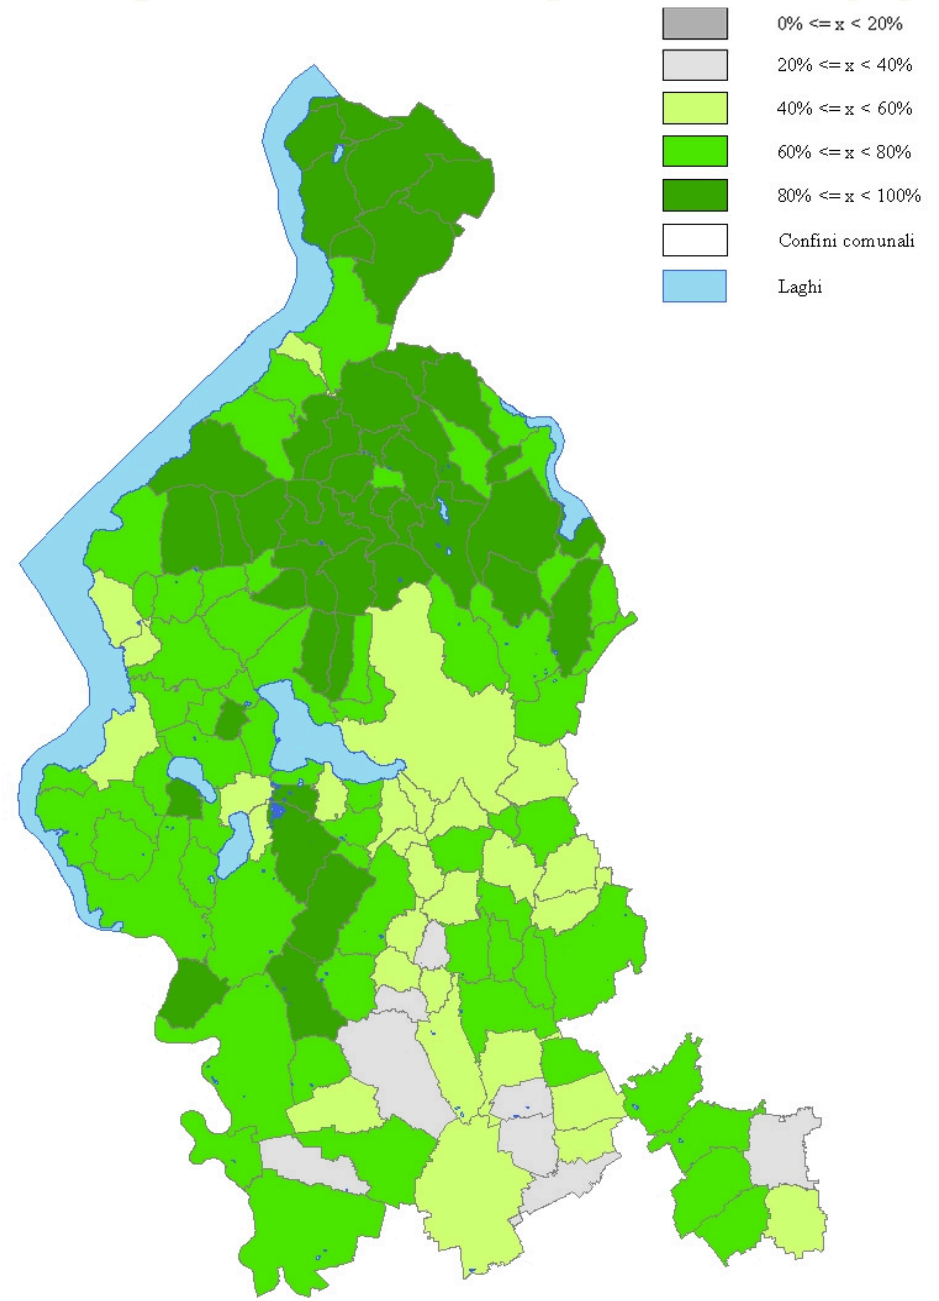 0% <= x < 20%
20% <= x < 40%
40% <= x < 60%
60% <= x < 80%
80% <= x < 100%
Confini comunali
Laghi